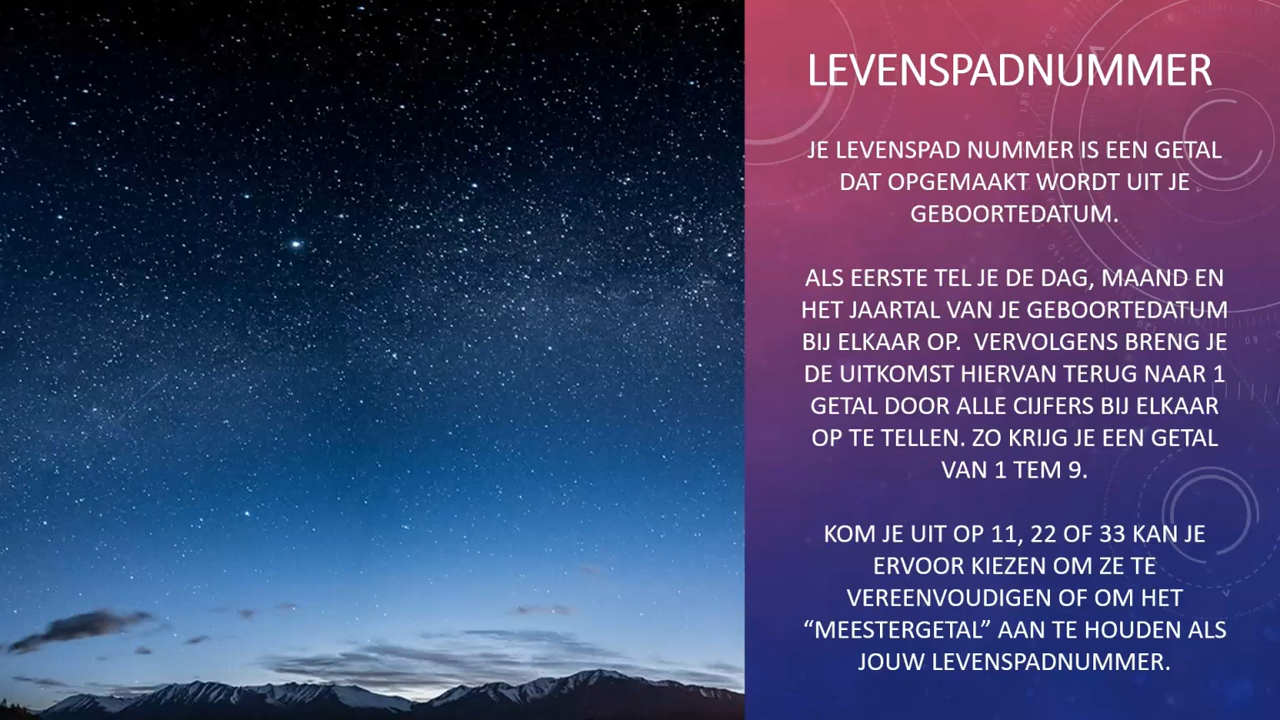 LEVENSPADNUMMER
JE LEVENSPAD NUMMER IS EEN GETAL
DAT OPGEMAAKT WORDT UIT JE
GEBOORTEDATUM.
ALS EERSTE TEL JE DE DAG, MAAND EN
HET JAARTAL VAN JE GEBOORTEDATUM
BIJ ELKAAR OP. VERVOLGENS BRENG JE
DE UITKOMST HIERVAN TERUG NAAR 1
GETAL DOOR ALLE CIJFERS BIJ ELKAAR
OP TE TELLEN. ZO KRIJG JE EEN GETAL
VAN 1 TEM 9.
KOM JE UIT OP 11, 22 OF 33 KAN JE
ERVOOR KIEZEN OM ZE TE
VEREENVOUDIGEN OF OM HET
“MEESTERGETAL” AAN TE HOUDEN ALS
JOUW LEVENSPADNUMMER.